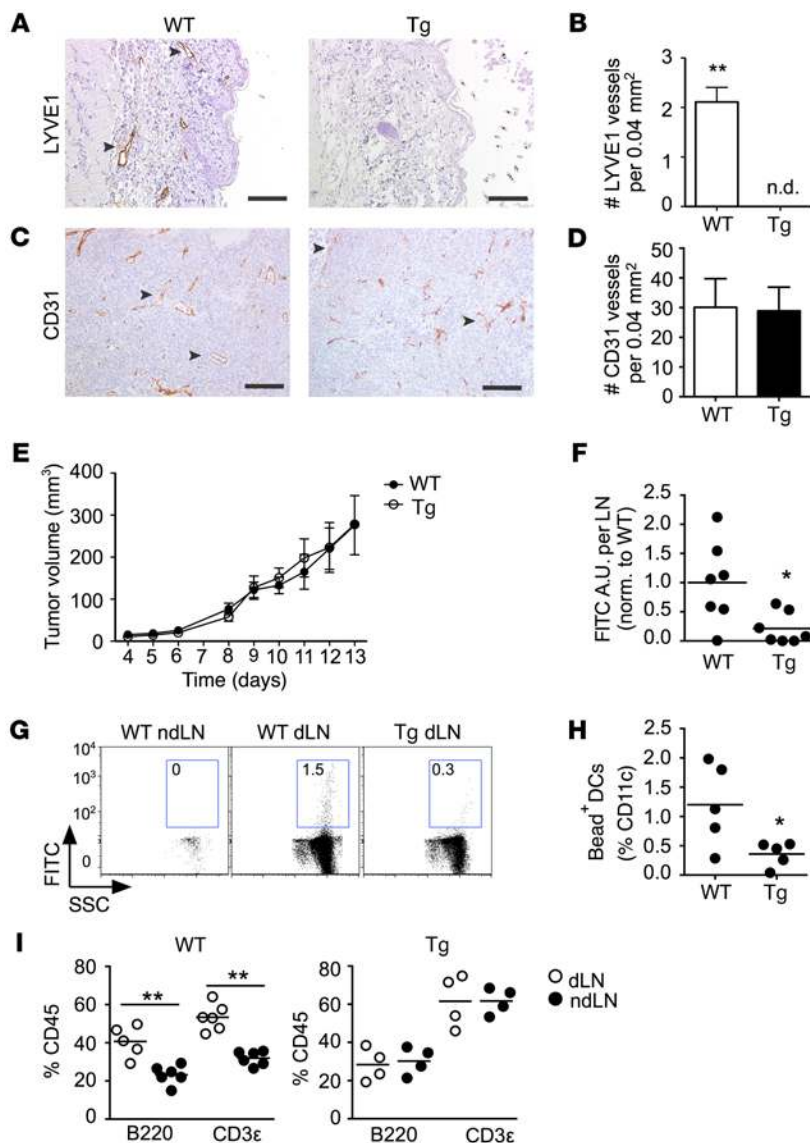 A
WT
Tg
LYVE1
B
# LYVE1 vessels
per 0.04 mm²
3
2
1
0
**
n.d.
WT
Tg
C
CD31
D
# CD31 vessels
per 0.04 mm²
50
40
30
20
10
0
WT
Tg
E
Tumor volume (mm³)
400
300
200
100
0
4 5 6 7 8 9 10 11 12 13
Time (days)
WT
Tg
F
FITC A.U. per LN
(norm. to WT)
2.5
2.0
1.5
1.0
0.5
0.0
*
WT
Tg
G
WT ndLN
WT dLN
Tg dLN
10⁴
10³
10²
0
0
1.5
0.3
FITC
SSC
H
Bead⁺ DCs
(% CD11c)
2.5
2.0
1.5
1.0
0.5
0.0
*
WT
Tg
I
WT
% CD45
80
60
40
20
0
**
**
B220
CD3ε
Tg
% CD45
80
60
40
20
0
B220
CD3ε
dLN
ndLN